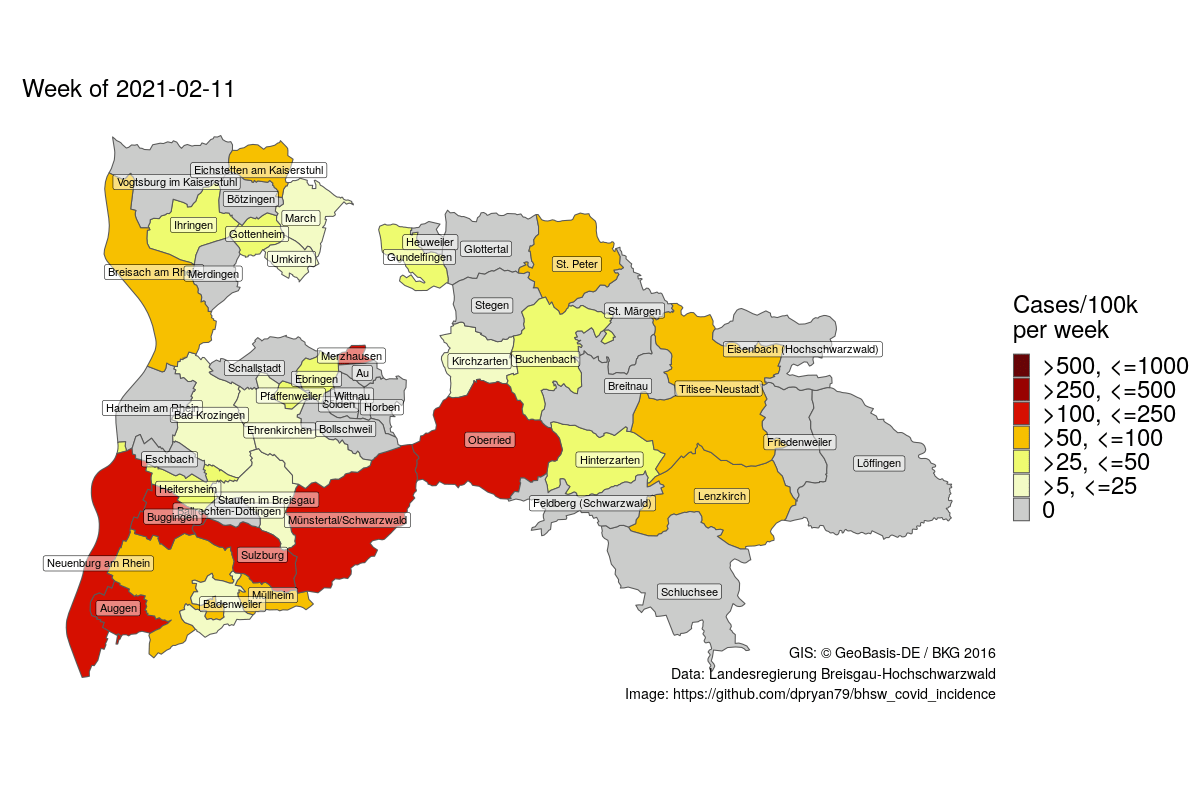 Week of 2021-02-11
Eichstetten am Kaiserstuhl
Vogtsburg im Kaiserstuhl
Bötzingen
March
Ihringen
Gottenheim
Umkirch
Breisach am Rhein
Merdingen
Heuweiler
Gundelfingen
Glottertal
St. Peter
Stegen
St. Märgen
Cases/100k
per week
>500, <=1000
>250, <=500
>100, <=250
>50, <=100
>25, <=50
>5, <=25
0
Eisenbach (Hochschwarzwald)
Merzhausen
Kirchzarten
Buchenbach
Schallstadt
Au
Ebringen
Breitnau
Titisee-Neustadt
Pfaffenweiler
Wittnau
Sölden
Horben
Hartheim am Rhein
Bad Krozingen
Ehrenkirchen
Bollschweil
Oberried
Friedenweiler
Eschbach
Hinterzarten
Löffingen
Heitersheim
Staufen im Breisgau
Lenzkirch
Feldberg (Schwarzwald)
Ballrechten-Dottingen
Buggingen
Münstertal/Schwarzwald
Sulzburg
Neuenburg am Rhein
Schluchsee
Müllheim
Badenweiler
Auggen
GIS: © GeoBasis-DE / BKG 2016
Data: Landesregierung Breisgau-Hochschwarzwald
Image: https://github.com/dpryan79/bhsw_covid_incidence